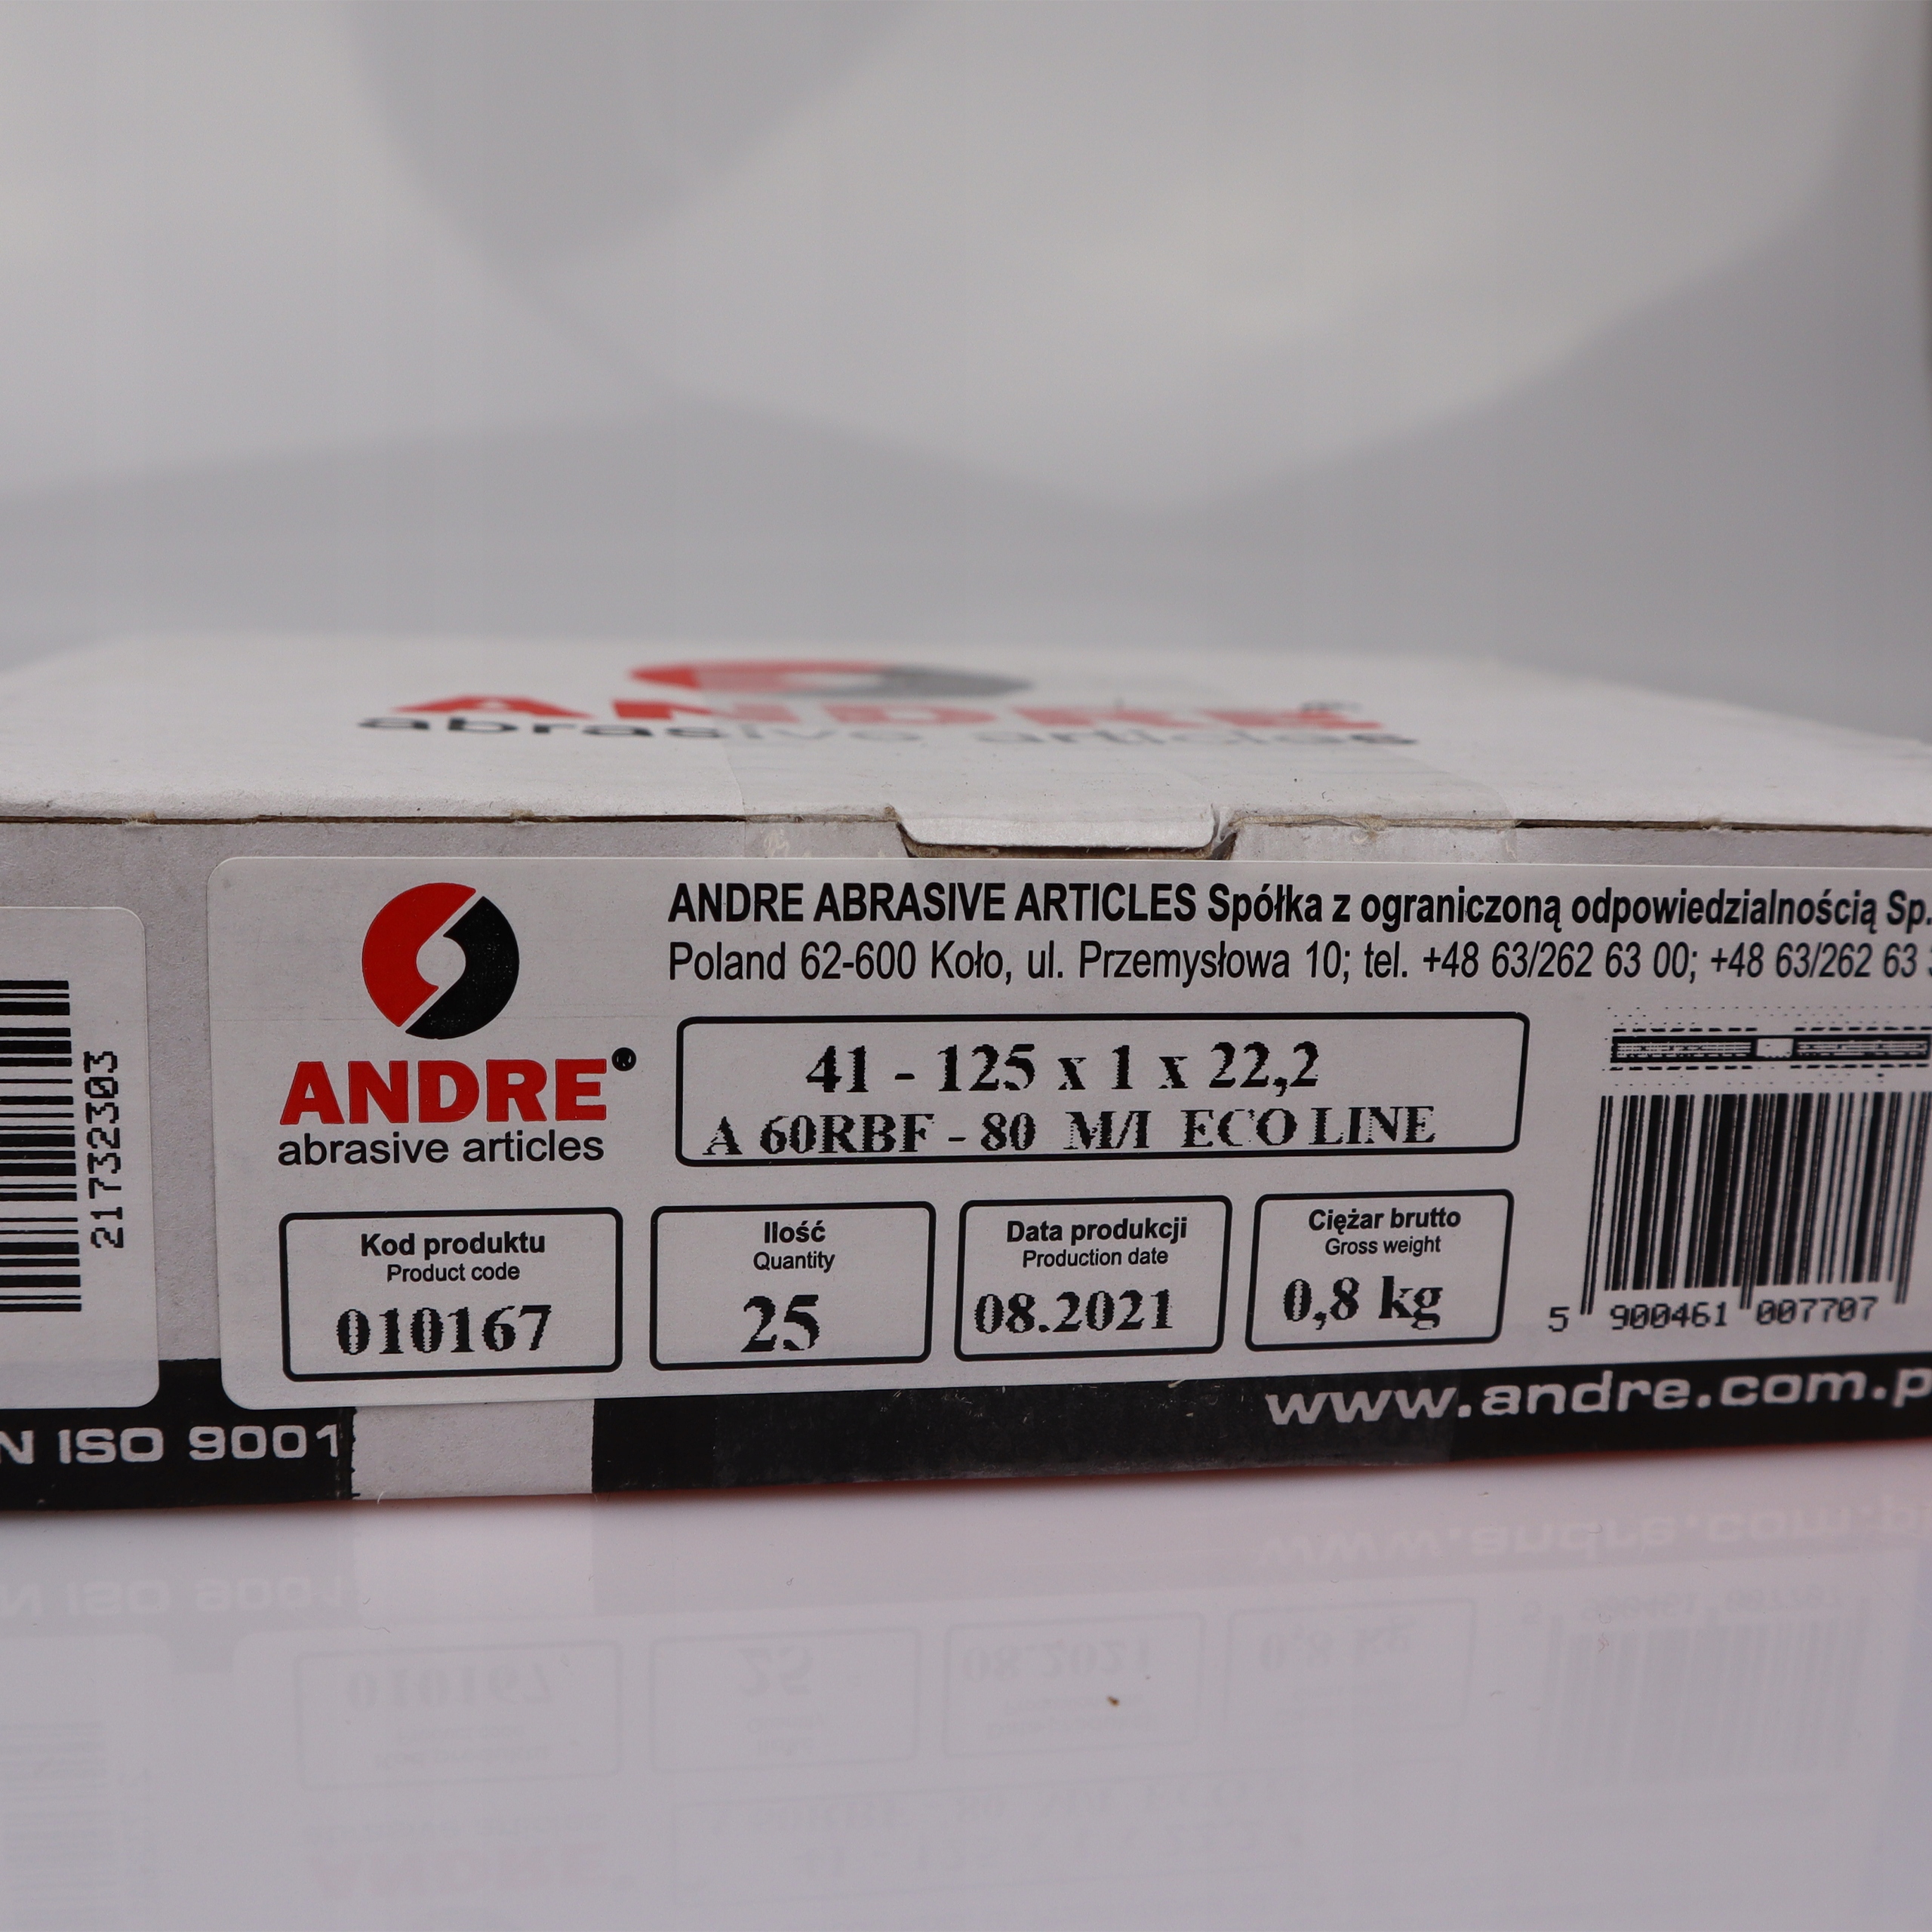 ANDRE
abrasive articles
21732303
ANDRE®
abrasive articles
ANDRE ABRASIVE ARTICLES Spółka z ograniczoną odpowiedzialnością Sp.
Poland 62-600 Koło, ul. Przemysłowa 10; tel. +48 63/262 63 00; +48 63/262 63
41 - 125 x 1 x 22,2
A 60RBF - 80 M/I ECO LINE
Kod produktu
Product code
010167
Ilość
Quantity
25
Data produkcji
Production date
08.2021
Ciężar brutto
Gross weight
0,8 kg
5 900461 007707
N ISO 9001
www.andre.com.p